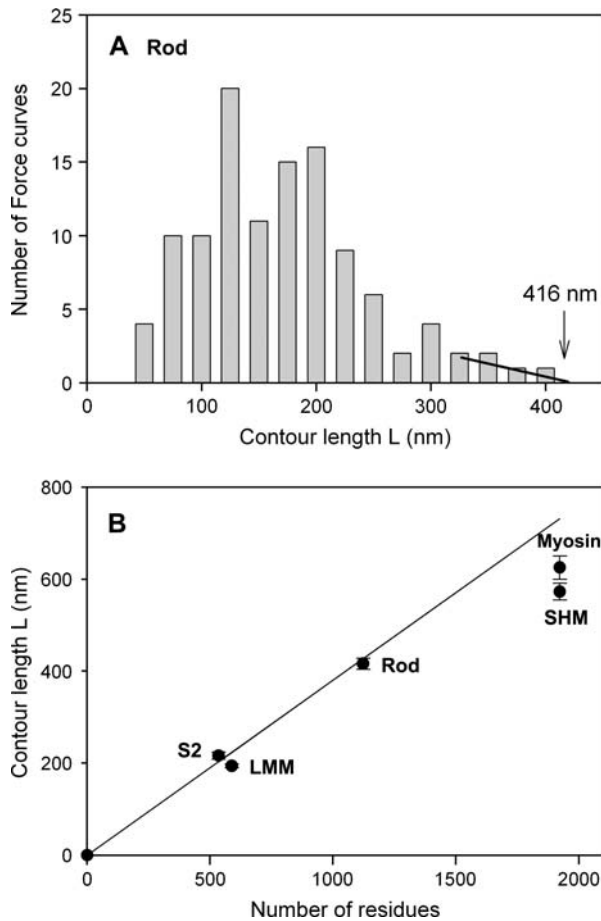 25
A Rod
20
15
10
5
0
Number of Force curves
416 nm
0 100 200 300 400
Contour length L (nm)
800
B
600
400
200
0
Contour length L (nm)
Myosin
SHM
Rod
S2
LMM
0 500 1000 1500 2000
Number of residues